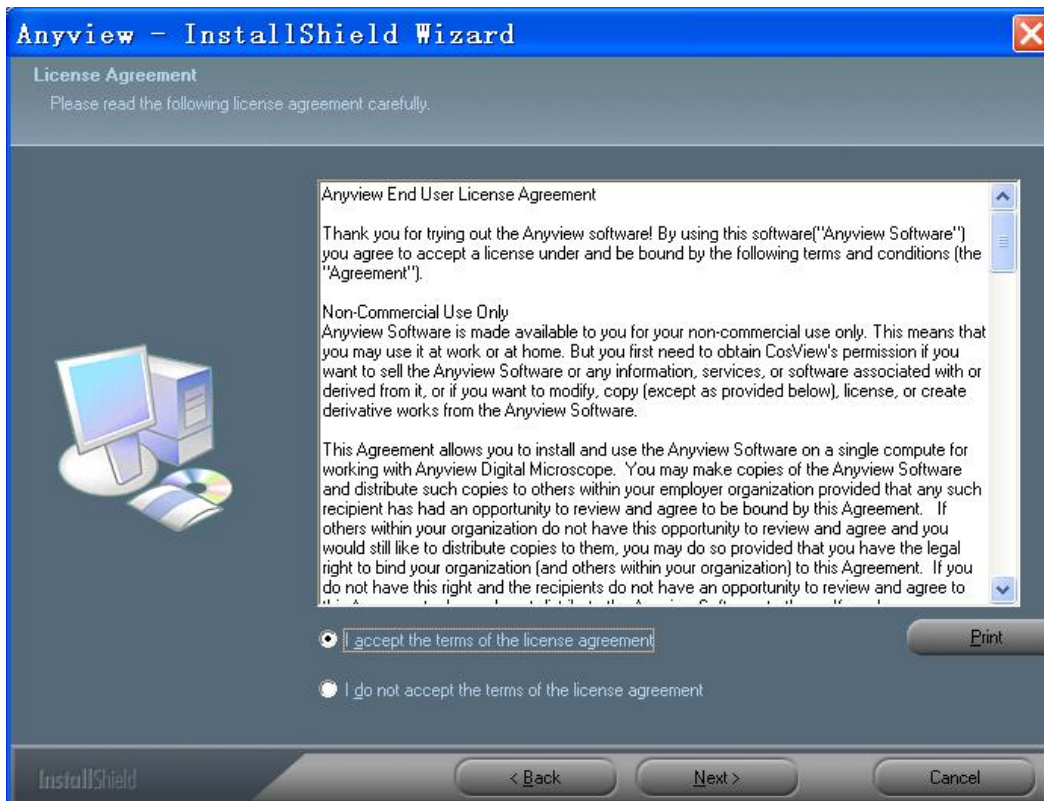 Anyview - InstallShield Wizard
License Agreement
Please read the following license agreement carefully.
Anyview End User License Agreement
Thank you for trying out the Anyview software! By using this software("Anyview Software")
you agree to accept a license under and be bound by the following terms and conditions (the
"Agreement").
Non-Commercial Use Only
Anyview Software is made available to you for your non-commercial use only. This means that
you may use it at work or at home. But you first need to obtain CosView's permission if you
want to sell the Anyview Software or any information, services, or software associated with or
derived from it, or if you want to modify, copy (except as provided below), license, or create
derivative works from the Anyview Software.
This Agreement allows you to install and use the Anyview Software on a single compute for
working with Anyview Digital Microscope. You may make copies of the Anyview Software
and distribute such copies to others within your employer organization provided that any such
recipient has had an opportunity to review and agree to be bound by this Agreement. If
others within your organization do not have this opportunity to review and agree and you
would still like to distribute copies to them, you may do so provided that you have the legal
right to bind your organization (and others within your organization) to this Agreement. If you
do not have this right and the recipients do not have an opportunity to review and agree to
I accept the terms of the license agreement
Print
I do not accept the terms of the license agreement
InstallShield
< Back
Next >
Cancel